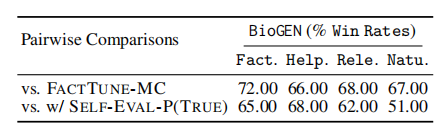 BioGEN (% Win Rates)
Pairwise Comparisons
Fact. Help. Rele. Natu.
vs. FACTTUNE-MC 72.00 66.00 68.00 67.00
vs. w/ SELF-EVAL-P(TRUE) 65.00 68.00 62.00 51.00